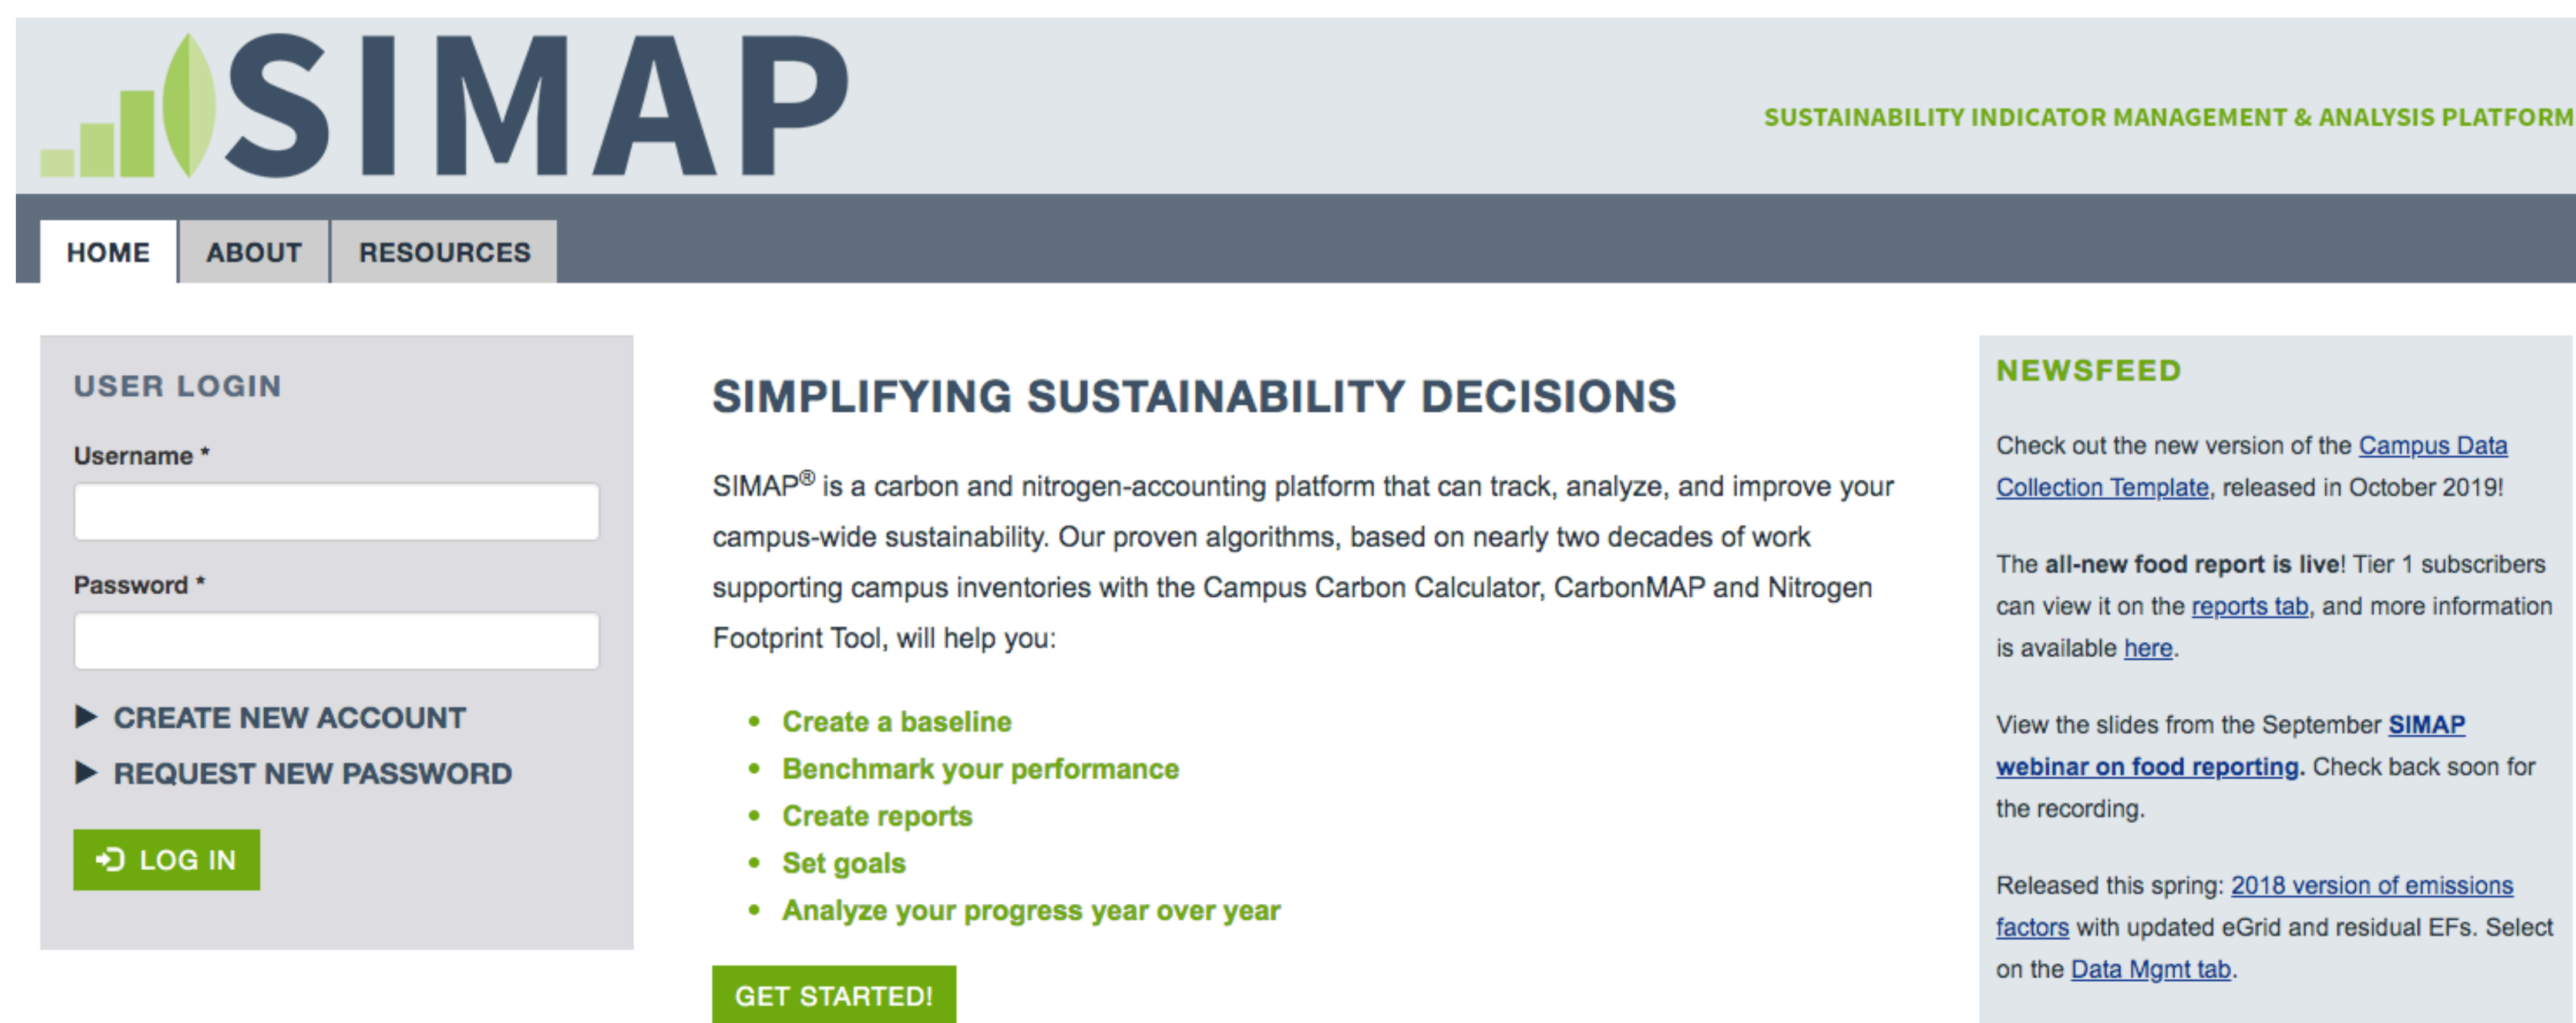 SIMAP
SUSTAINABILITY INDICATOR MANAGEMENT & ANALYSIS PLATFORM
HOME
ABOUT
RESOURCES
USER LOGIN
Username *
Password *
► CREATE NEW ACCOUNT
► REQUEST NEW PASSWORD
LOG IN
SIMPLIFYING SUSTAINABILITY DECISIONS
SIMAP® is a carbon and nitrogen-accounting platform that can track, analyze, and improve your
campus-wide sustainability. Our proven algorithms, based on nearly two decades of work
supporting campus inventories with the Campus Carbon Calculator, CarbonMAP and Nitrogen
Footprint Tool, will help you:
• Create a baseline
• Benchmark your performance
• Create reports
• Set goals
• Analyze your progress year over year
GET STARTED!
NEWSFEED
Check out the new version of the Campus Data
Collection Template, released in October 2019!
The all-new food report is live! Tier 1 subscribers
can view it on the reports tab, and more information
is available here.
View the slides from the September SIMAP
webinar on food reporting. Check back soon for
the recording.
Released this spring: 2018 version of emissions
factors with updated eGrid and residual EFs. Select
on the Data Mgmt tab.